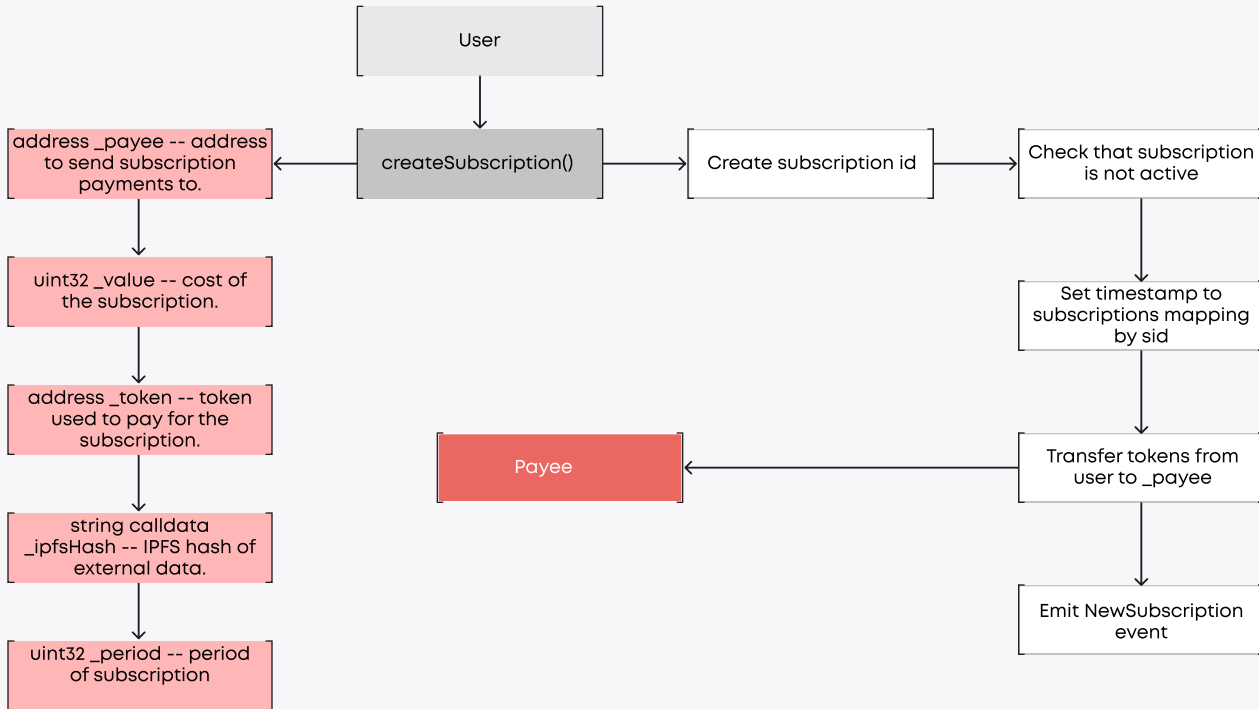 User
address _payee -- address
to send subscription
payments to.
createSubscription()
Create subscription id
Check that subscription
is not active
uint32 _value -- cost of
the subscription.
Set timestamp to
subscriptions mapping
by sid
address _token -- token
used to pay for the
subscription.
Payee
Transfer tokens from
user to _payee
string calldata
_ipfsHash -- IPFS hash of
external data.
Emit NewSubscription
event
uint32 _period -- period
of subscription